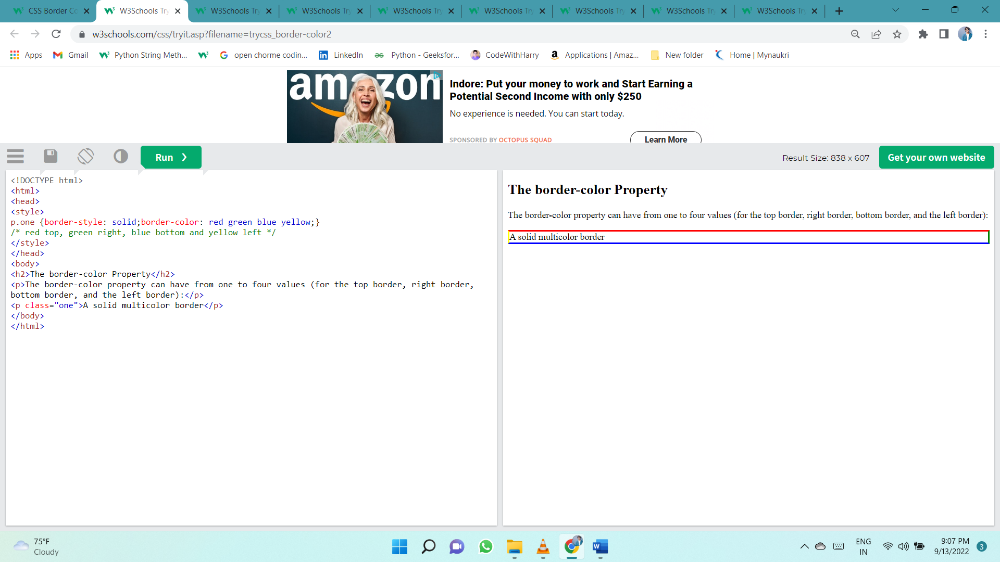 CSS Border Co
W3Schools Try
W3Schools Try
W3Schools Try
W3Schools Try
W3Schools Try
W3Schools Try
W3Schools Try
W3Schools Try
w3schools.com/css/tryit.asp?filename=trycss_border-color2
Apps
Gmail
Python String Meth...
open chorme codin...
LinkedIn
Python - Geeksfor...
CodeWithHarry
Applications | Amaz...
New folder
Home | Mynaukri
amazon
Indore: Put your money to work and Start Earning a
Potential Second Income with only $250
No experience is needed. You can start today.
SPONSORED BY OCTOPUS SQUAD
Learn More
Run ❯
Result Size: 838 x 607
Get your own website
<!DOCTYPE html>
<html>
<head>
<style>
p.one {border-style: solid;border-color: red green blue yellow;}
/* red top, green right, blue bottom and yellow left */
</style>
</head>
<body>
<h2>The border-color Property</h2>
<p>The border-color property can have from one to four values (for the top border, right border,
bottom border, and the left border):</p>
<p class="one">A solid multicolor border</p>
</body>
</html>
The border-color Property
The border-color property can have from one to four values (for the top border, right border, bottom border, and the left border):
A solid multicolor border
75°F
Cloudy
ENG
IN
9:07 PM
9/13/2022
3